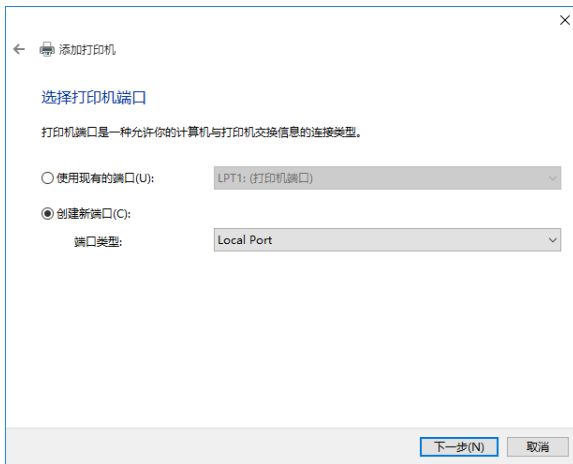 添加打印机
选择打印机端口
打印机端口是一种允许你的计算机与打印机交换信息的连接类型。
使用现有的端口(U): LPT1: (打印机端口)
创建新端口(C):
端口类型: Local Port
下一步(N) 取消